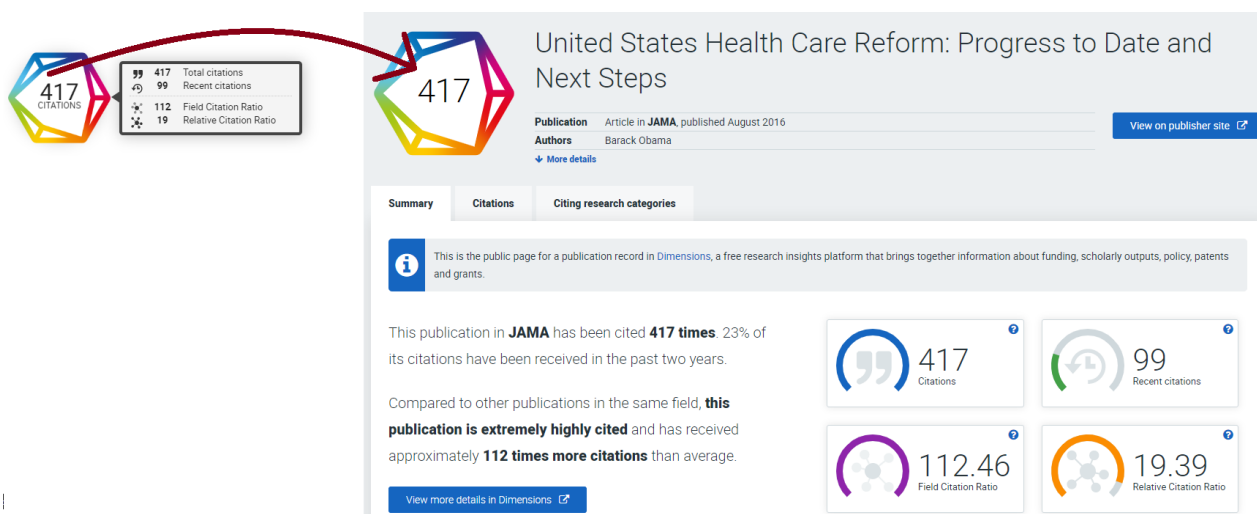 417
CITATIONS
417 Total citations
99 Recent citations
112 Field Citation Ratio
19 Relative Citation Ratio
417
United States Health Care Reform: Progress to Date and
Next Steps
Publication Article in JAMA, published August 2016
Authors Barack Obama
More details
View on publisher site
Summary Citations Citing research categories
This is the public page for a publication record in Dimensions, a free research insights platform that brings together information about funding, scholarly outputs, policy, patents
and grants.
This publication in JAMA has been cited 417 times. 23% of
its citations have been received in the past two years.
Compared to other publications in the same field, this
publication is extremely highly cited and has received
approximately 112 times more citations than average.
View more details in Dimensions
417
Citations
99
Recent citations
112.46
Field Citation Ratio
19.39
Relative Citation Ratio